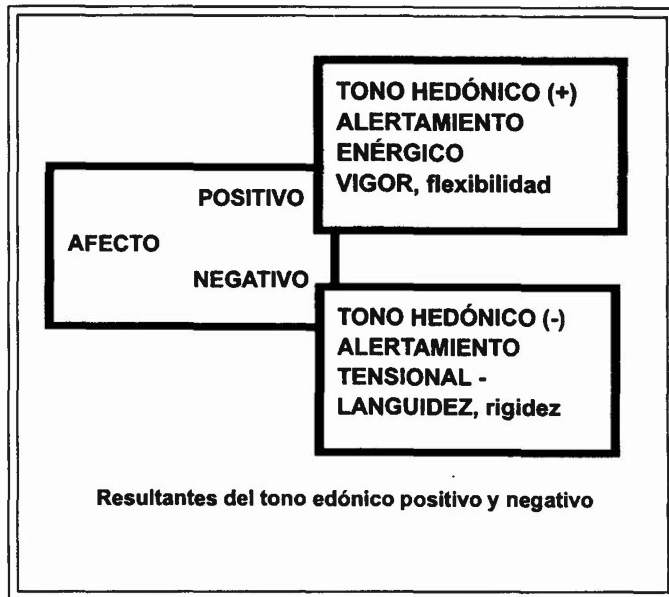 TONO HEDÓNICO (+)
ALERTAMIENTO
ENÉRGICO
VIGOR, flexibilidad
POSITIVO
AFECTO
NEGATIVO
TONO HEDÓNICO (-)
ALERTAMIENTO
TENSIONAL -
LANGUIDEZ, rigidez
Resultantes del tono edónico positivo y negativo